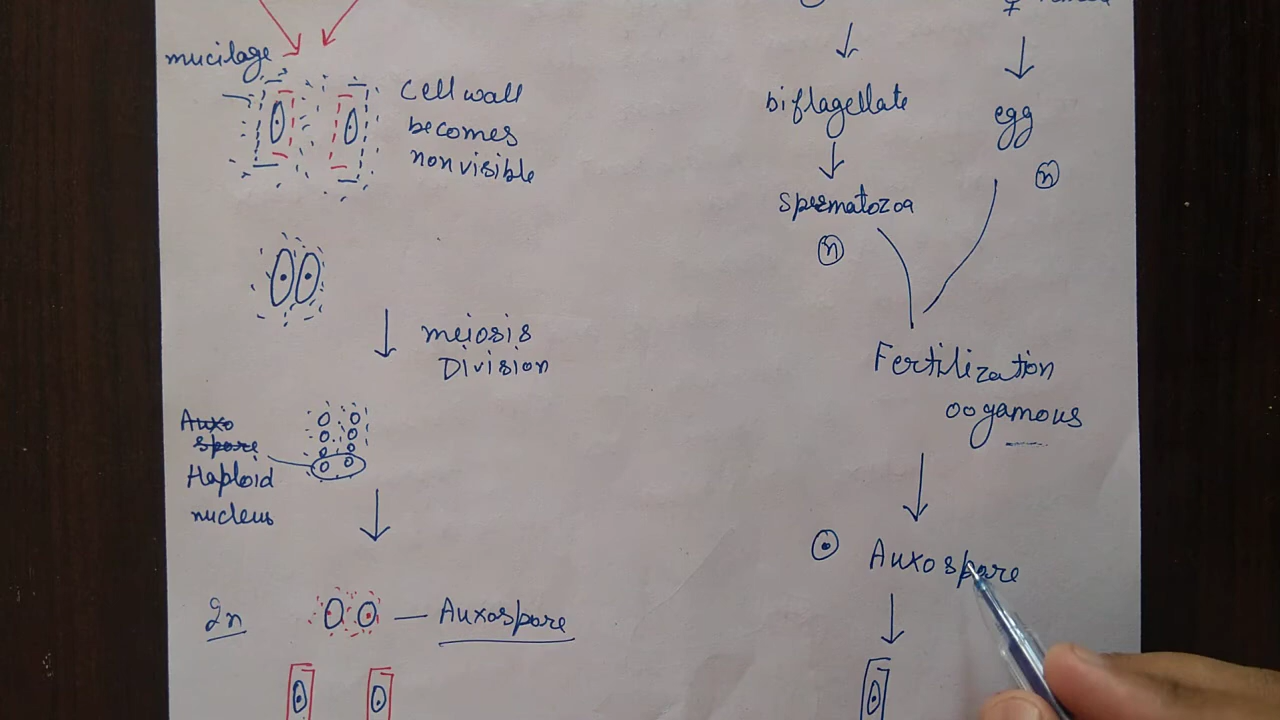 mucilage
cell wall
becomes
non visible
meiosis
Division
Auxo
spore
Haploid
nucleus
2n
Auxospore
♀
biflagellate
egg
n
spermatozoa
n
Fertilization
oogamous
Auxospore